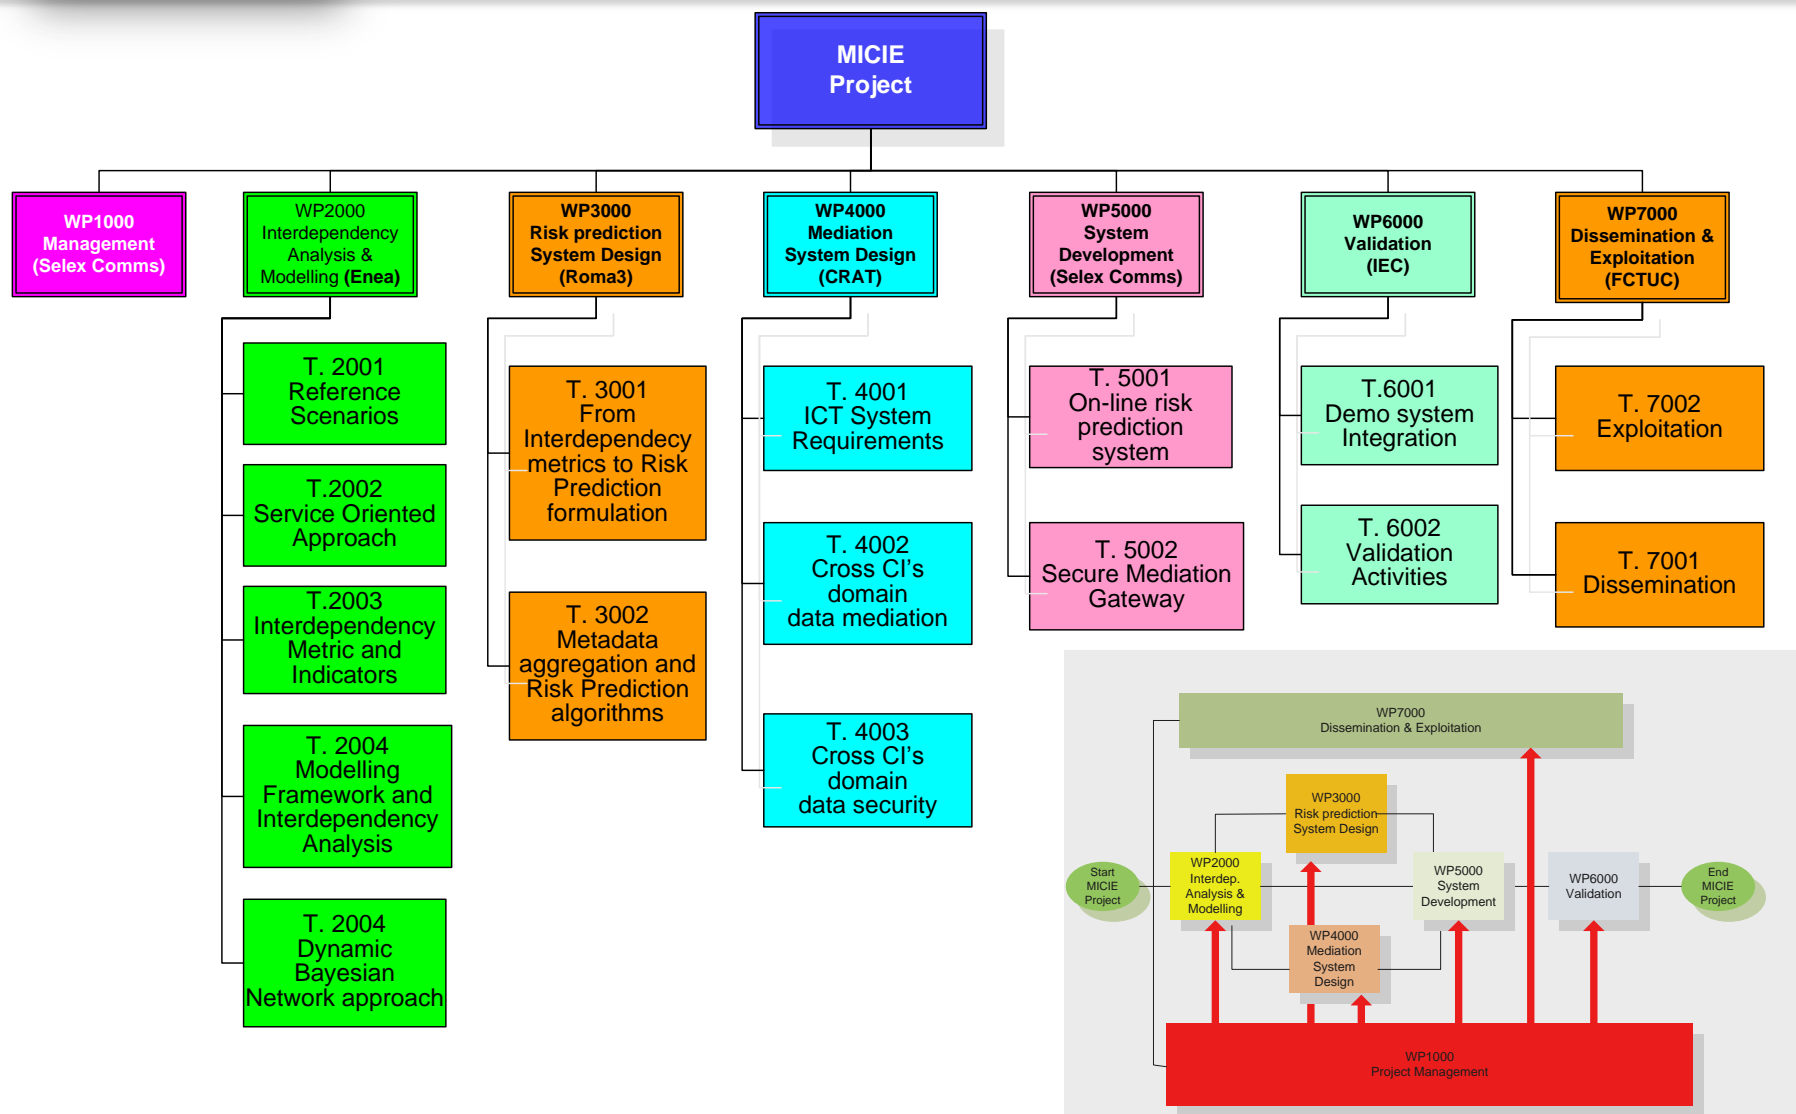 MICIE
Project
WP1000
Management
(Selex Comms)
WP2000
Interdependency
Analysis &
Modelling (Enea)
WP3000
Risk prediction
System Design
(Roma3)
WP4000
Mediation
System Design
(CRAT)
WP5000
System
Development
(Selex Comms)
WP6000
Validation
(IEC)
WP7000
Dissemination &
Exploitation
(FCTUC)
T. 2001
Reference
Scenarios
T.2002
Service Oriented
Approach
T.2003
Interdependency
Metric and
Indicators
T. 2004
Modelling
Framework and
Interdependency
Analysis
T. 2004
Dynamic
Bayesian
Network approach
T. 3001
From
Interdependecy
metrics to Risk
Prediction
formulation
T. 3002
Metadata
aggregation and
Risk Prediction
algorithms
T. 4001
ICT System
Requirements
T. 4002
Cross CI's
domain
data mediation
T. 4003
Cross CI's
domain
data security
T. 5001
On-line risk
prediction
system
T. 5002
Secure Mediation
Gateway
T.6001
Demo system
Integration
T. 6002
Validation
Activities
T. 7002
Exploitation
T. 7001
Dissemination
WP7000
Dissemination & Exploitation
WP3000
Risk prediction
System Design
Start
MICIE
Project
WP2000
Interdep.
Analysis &
Modelling
WP5000
System
Development
WP6000
Validation
End
MICIE
Project
WP4000
Mediation
System
Design
WP1000
Project Management